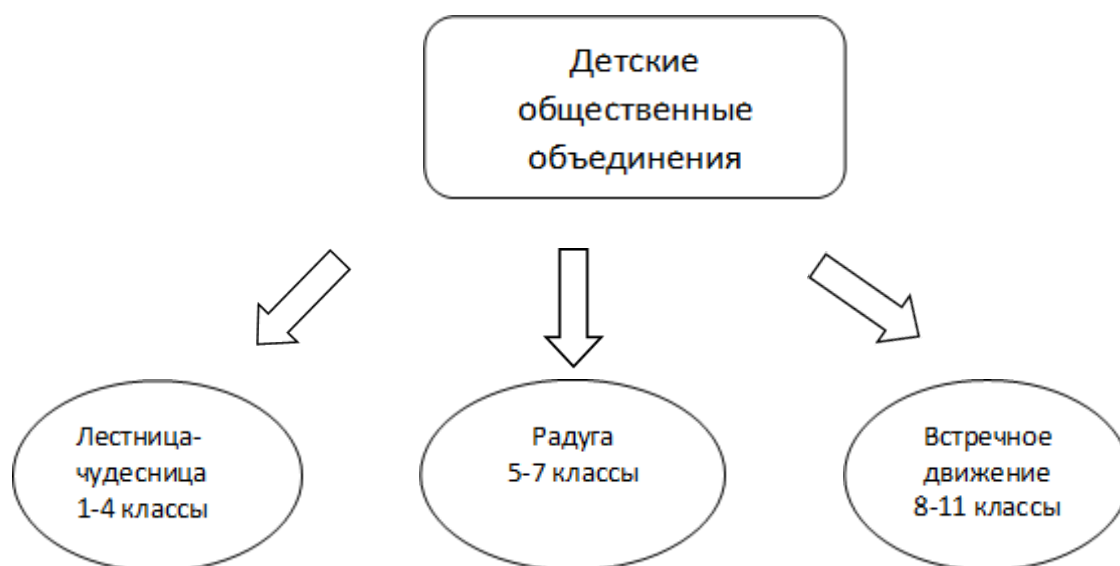 Детские
общественные
объединения
Лестница-
чудесница
1-4 классы
Радуга
5-7 классы
Встречное
движение
8-11 классы